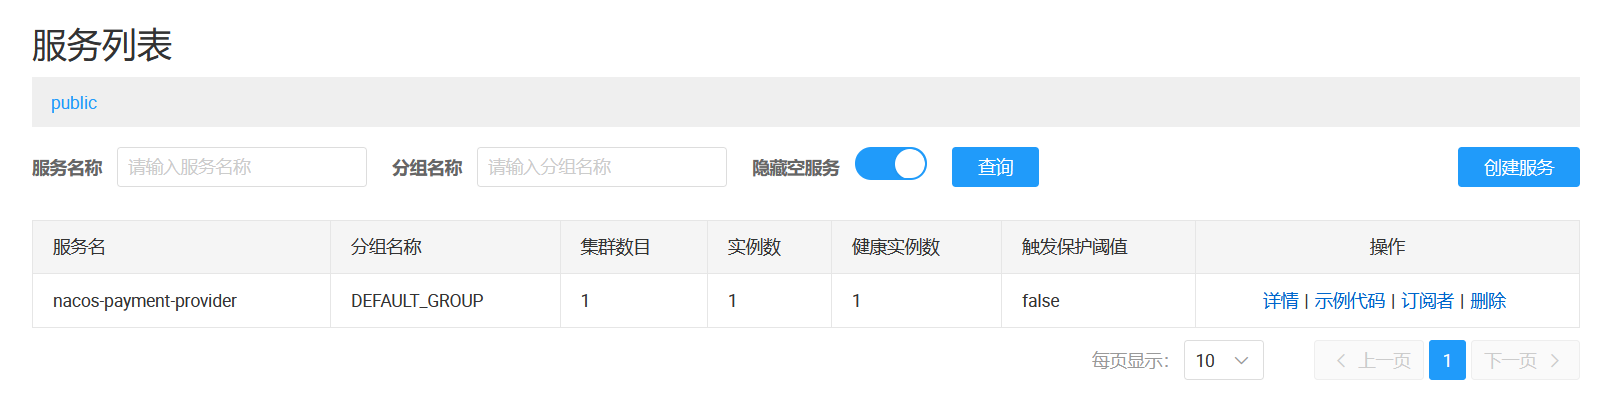 服务列表
public
服务名称 请输入服务名称 分组名称 请输入分组名称 隐藏空服务 查询 创建服务
服务名 分组名称 集群数目 实例数 健康实例数 触发保护阈值 操作
nacos-payment-provider DEFAULT_GROUP 1 1 1 false 详情 | 示例代码 | 订阅者 | 删除
每页显示: 10 上一页 1 下一页